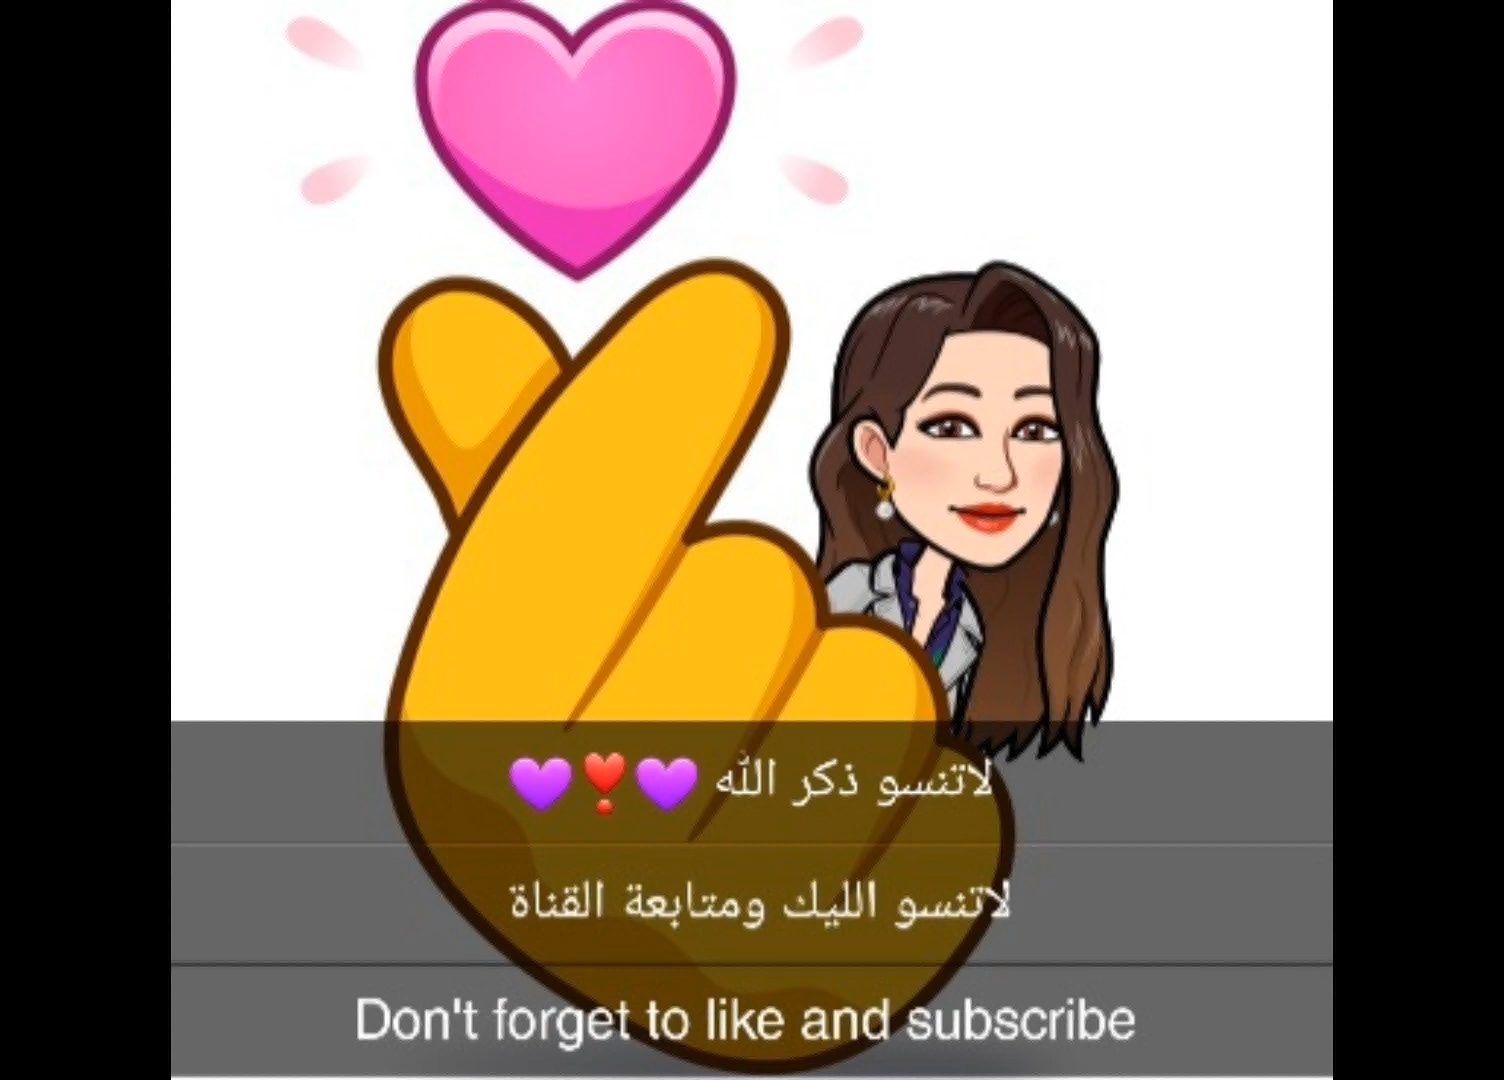 لاتنسو ذكر الله 💜❣️💜
لاتنسو الليك ومتابعة القناة
Don't forget to like and subscribe